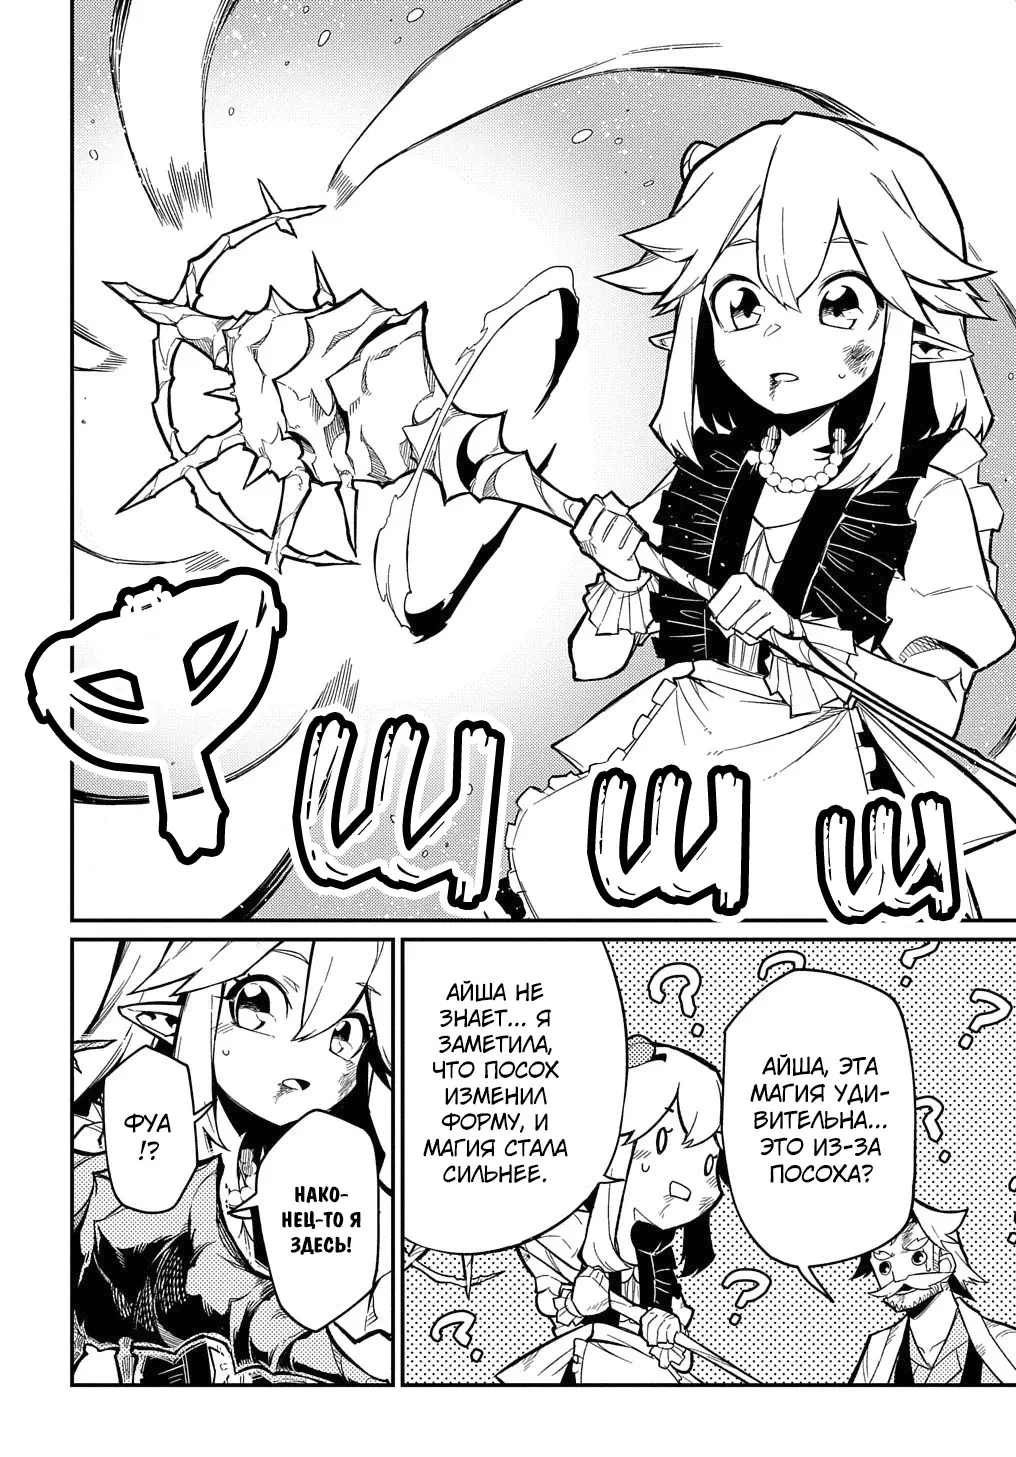 Ф
Ш
Ш
Ш
АЙША, ЭТА
МАГИЯ УДИ-
ВИТЕЛЬНА...
ЭТО ИЗ-ЗА
ПОСОХА?
АЙША НЕ
ЗНАЕТ... Я
ЗАМЕТИЛА,
ЧТО ПОСОХ
ИЗМЕНИЛ
ФОРМУ, И
МАГИЯ СТАЛА
СИЛЬНЕЕ.
?
?
?
?
?
?
?
НАКО-
НЕЦ-ТО Я
ЗДЕСЬ!
ФУА
!?